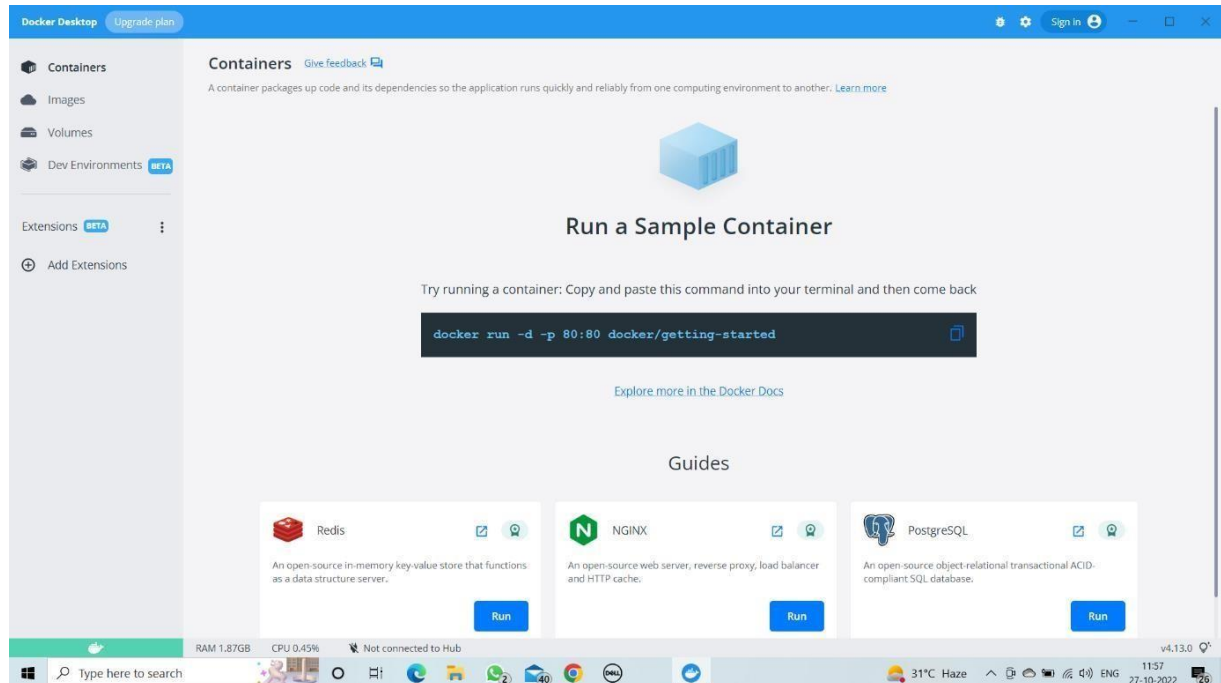 Docker Desktop Upgrade plan Sign in
Containers
Images
Volumes
Dev Environments BETA
Extensions BETA
Add Extensions
Containers Give feedback
A container packages up code and its dependencies so the application runs quickly and reliably from one computing environment to another. Learn more
Run a Sample Container
Try running a container: Copy and paste this command into your terminal and then come back
docker run -d -p 80:80 docker/getting-started
Explore more in the Docker Docs
Guides
Redis
An open-source in-memory key-value store that functions
as a data structure server.
Run
NGINX
An open-source web server, reverse proxy, load balancer
and HTTP cache.
Run
PostgreSQL
An open-source object-relational transactional ACID-
compliant SQL database.
Run
RAM 1.87GB CPU 0.45% Not connected to Hub v4.13.0
Type here to search 2 40 DELL 31°C Haze ENG 11:57
27-10-2022 26